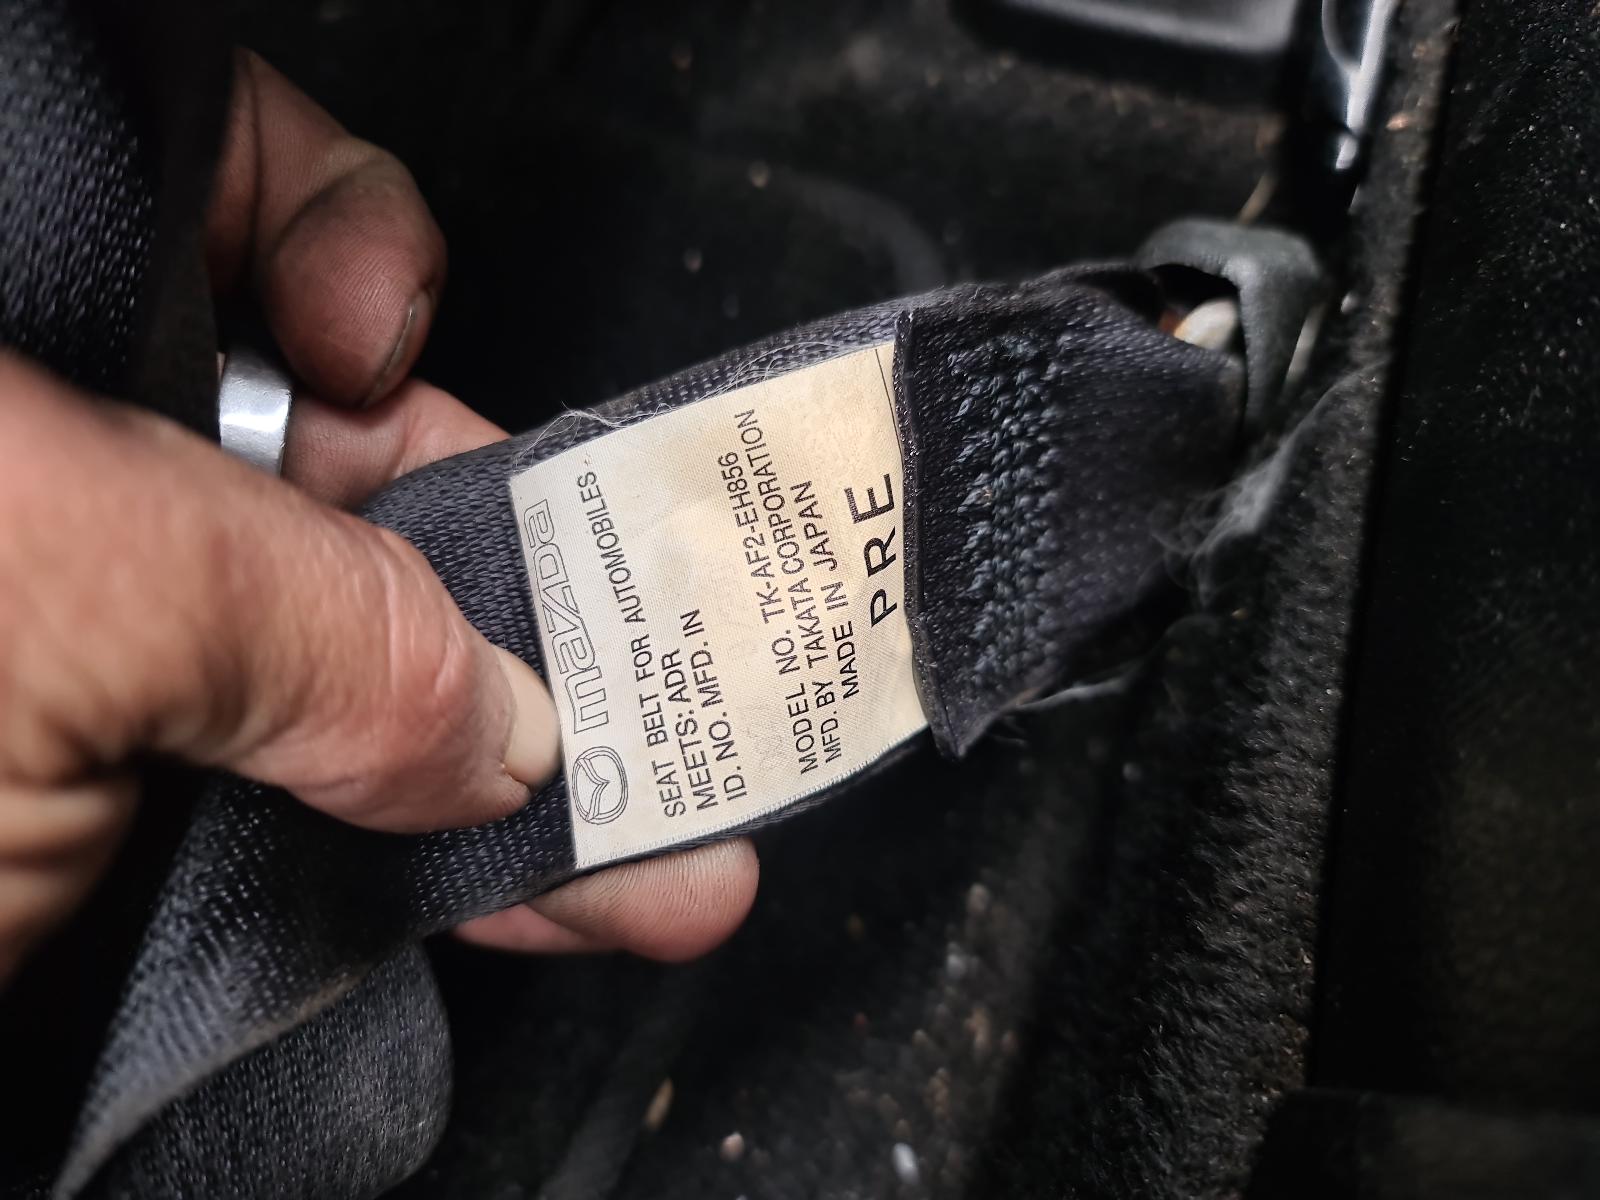 mazda
SEAT BELT FOR AUTOMOBILES
MEETS: ADR
ID. NO. MFD. IN
MODEL NO. TK-AF2-EH856
MFD. BY TAKATA CORPORATION
MADE IN JAPAN
PRE